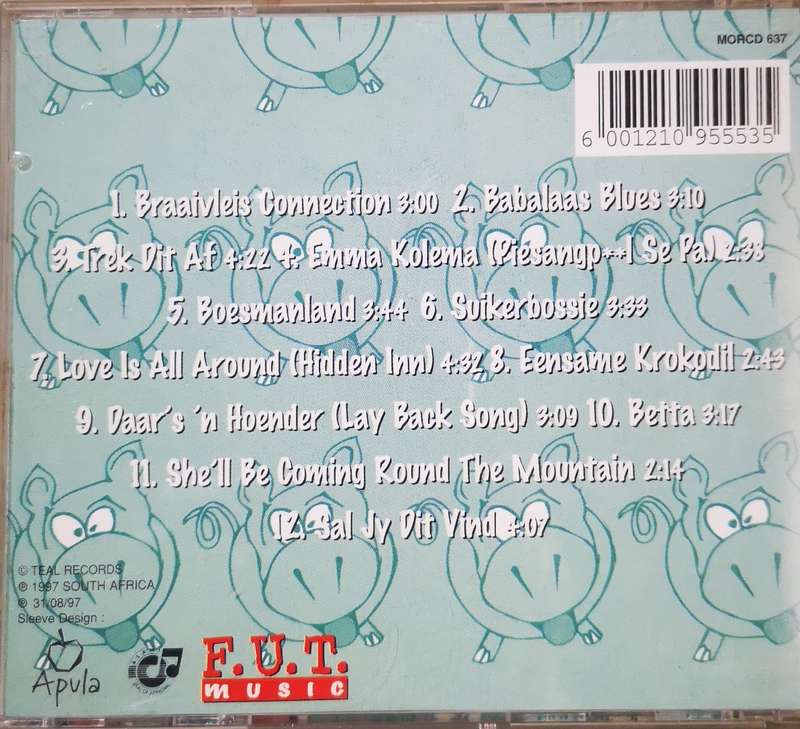 MORCD 637
6 001210 955535
1. Braaivleis Connection 3:00 2. Babalaas Blues 3:10
3. Trek Dit Af 4:22 4. Emma Kolema (Piesangp**l Se Pa) 2:38
5. Boesmanland 3:44 6. Suikerbossie 3:33
7. Love Is All Around (Hidden Inn) 4:32 8. Eensame Krokodil 2:43
9. Daar's 'n Hoender (Lay Back Song) 3:09 10. Betta 3:17
11. She'll Be Coming Round The Mountain 2:14
12. Sal Jy Dit Vind 4:07
© TEAL RECORDS
℗ 1997 SOUTH AFRICA
℗ 31/08/97
Sleeve Design :
Apula
F.U.T.
MUSIC